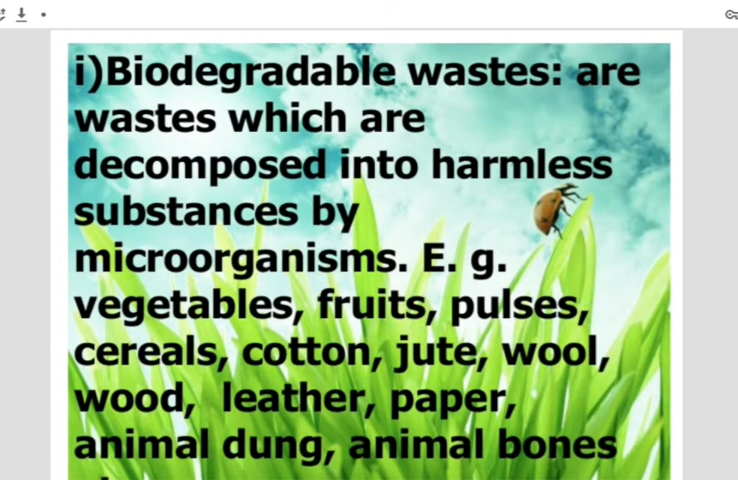 i)Biodegradable wastes: are
wastes which are
decomposed into harmless
substances by
microorganisms. E. g.
vegetables, fruits, pulses,
cereals, cotton, jute, wool,
wood,  leather, paper,
animal dung, animal bones